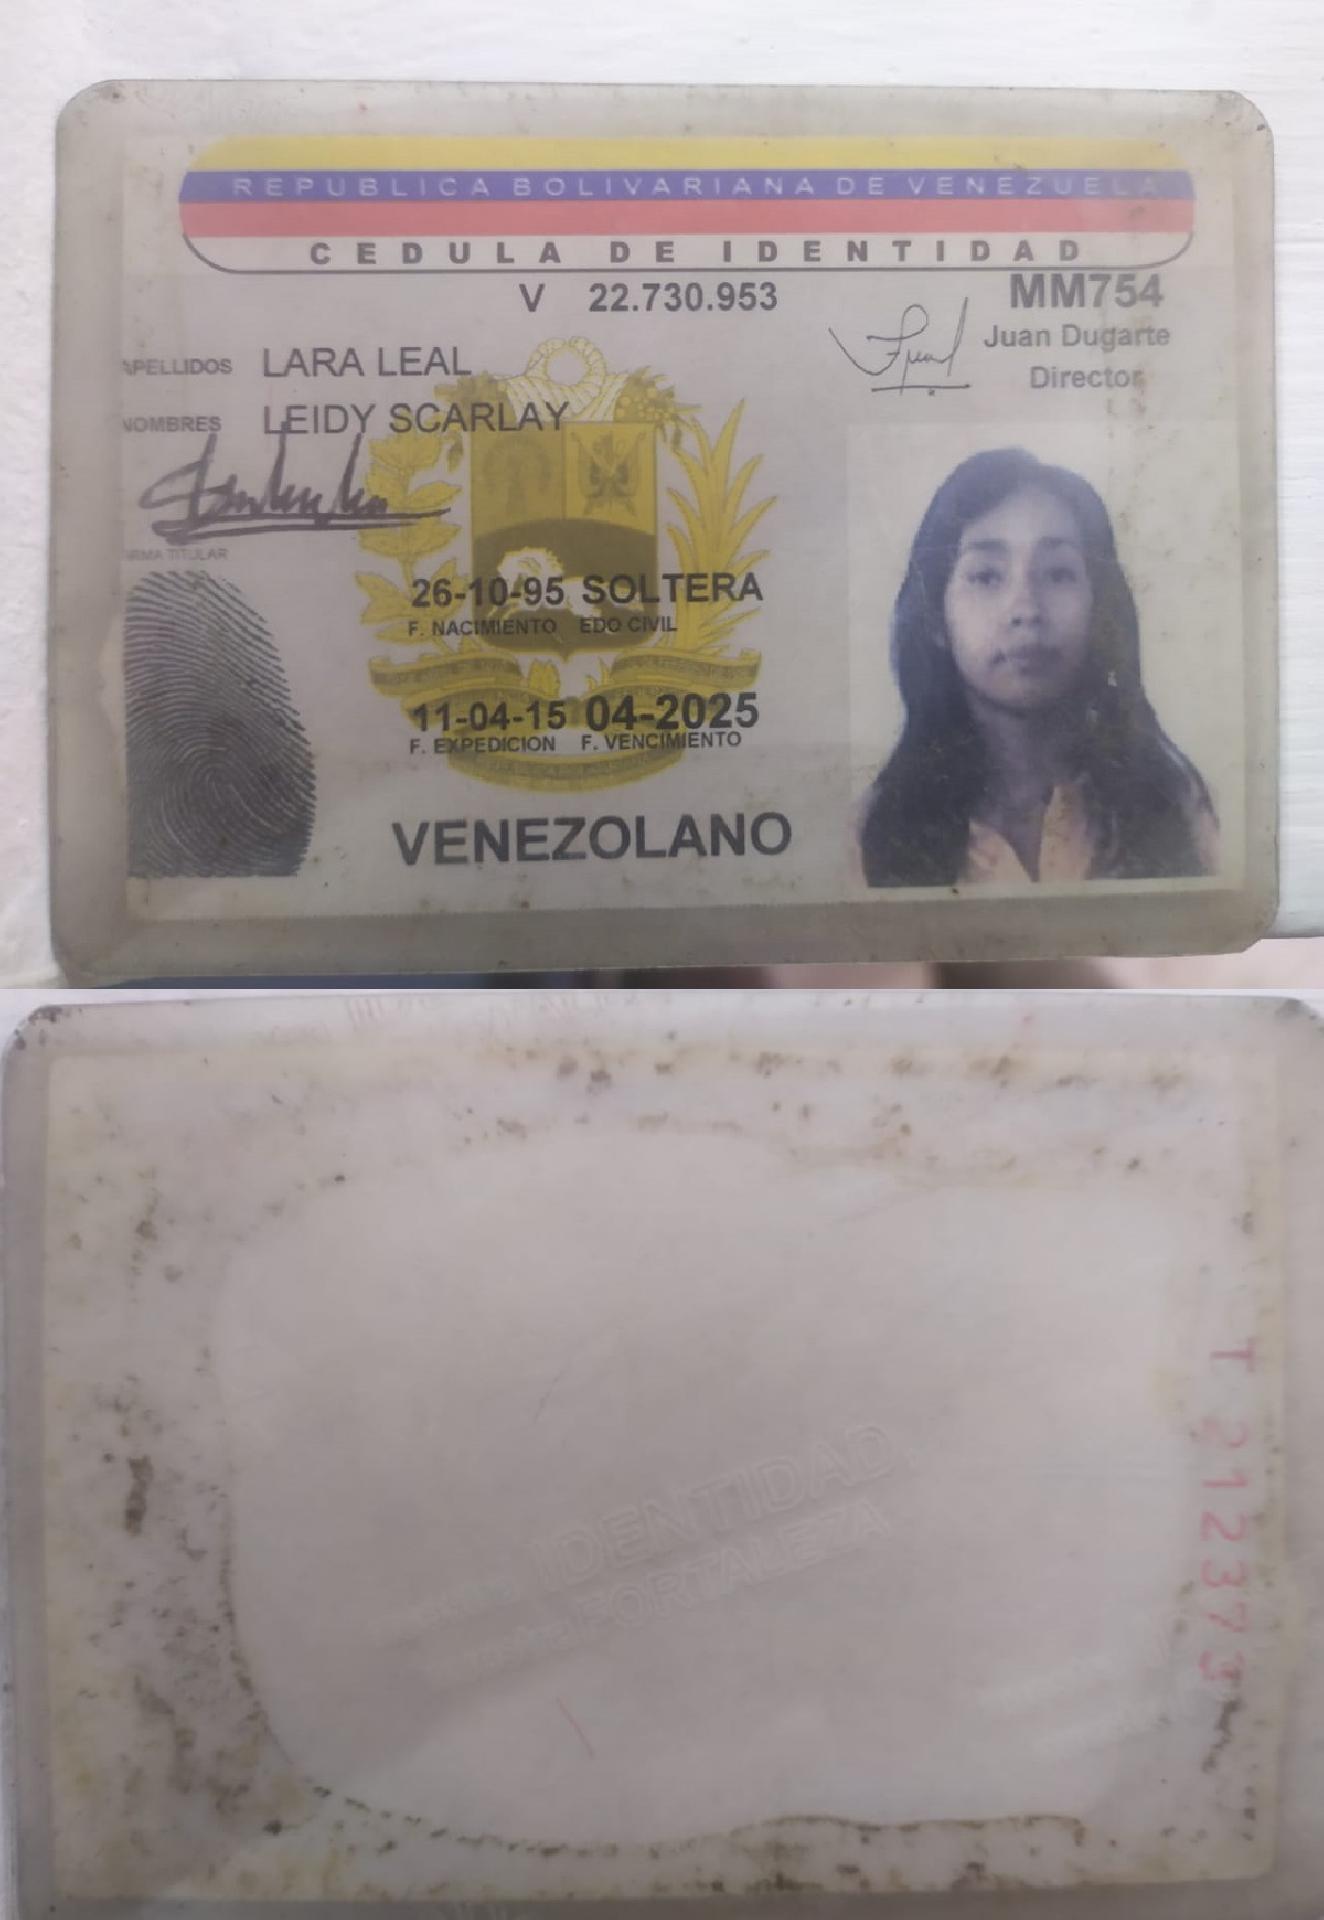 REPUBLICA BOLIVARIANA DE VENEZUELA
CEDULA DE IDENTIDAD
V 22.730.953
MM754
Juan Dugarte
Director
APELLIDOS LARA LEAL
NOMBRES LEIDY SCARLAY
FIRMA TITULAR
26-10-95 SOLTERA
F. NACIMIENTO EDO CIVIL
11-04-15 04-2025
F. EXPEDICION F. VENCIMIENTO
VENEZOLANO
IDENTIDAD
FORTALEZA